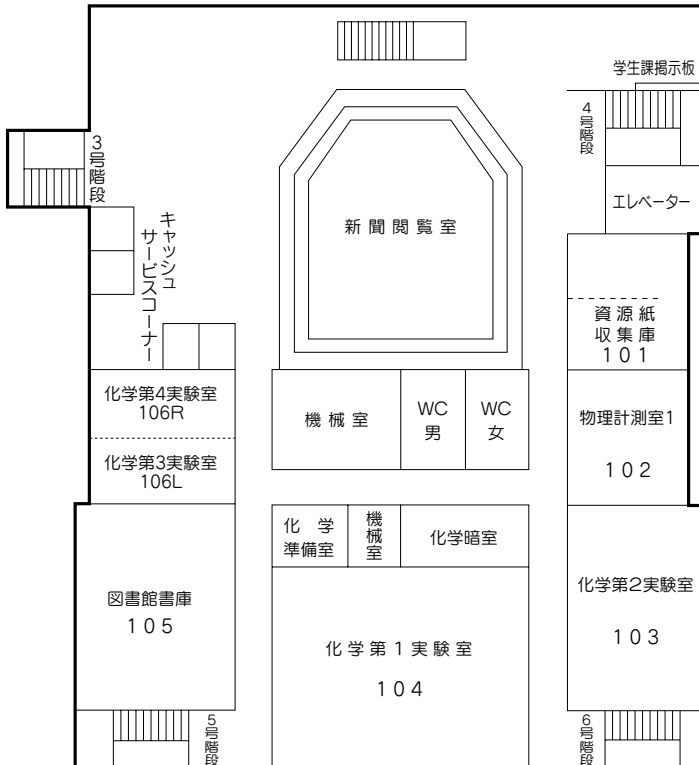 学生課掲示板
4号階段
3号階段
エレベーター
キャッシュ
サービスコーナー
新聞閲覧室
資源紙
収集庫
101
化学第4実験室
106R
機械室
WC
男
WC
女
物理計測室1
102
化学第3実験室
106L
化学
準備室
機械室
化学暗室
図書館書庫
105
化学第2実験室
103
化学第1実験室
104
5号階段
6号階段